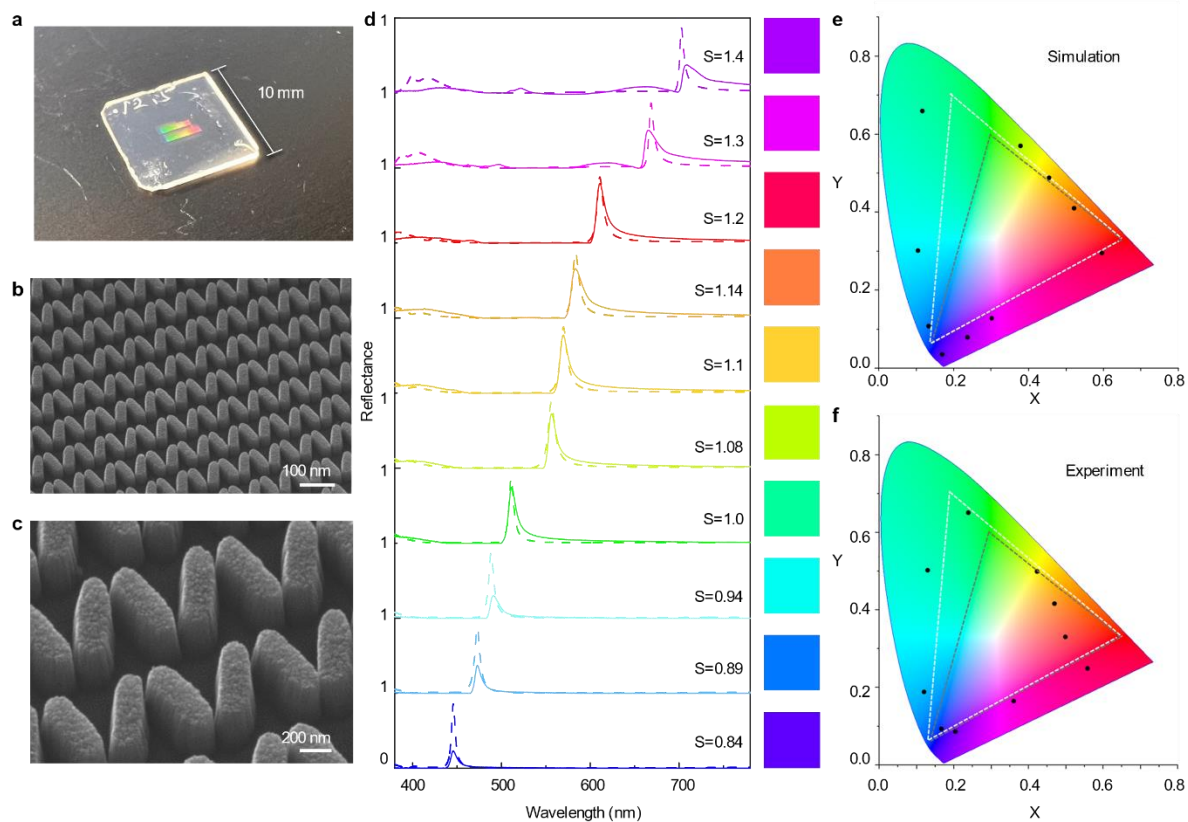 a
12.5
10 mm
b
100 nm
c
200 nm
d
1
S=1.4
1
S=1.3
1
S=1.2
1
S=1.14
1
S=1.1
1
S=1.08
1
S=1.0
1
S=0.94
1
S=0.89
1
S=0.84
0
Reflectance
400 500 600 700
Wavelength (nm)
e
Simulation
0.8
0.6
Y
0.4
0.2
0.0
0.0 0.2 0.4 0.6 0.8
X
f
Experiment
0.8
0.6
Y
0.4
0.2
0.0
0.0 0.2 0.4 0.6 0.8
X